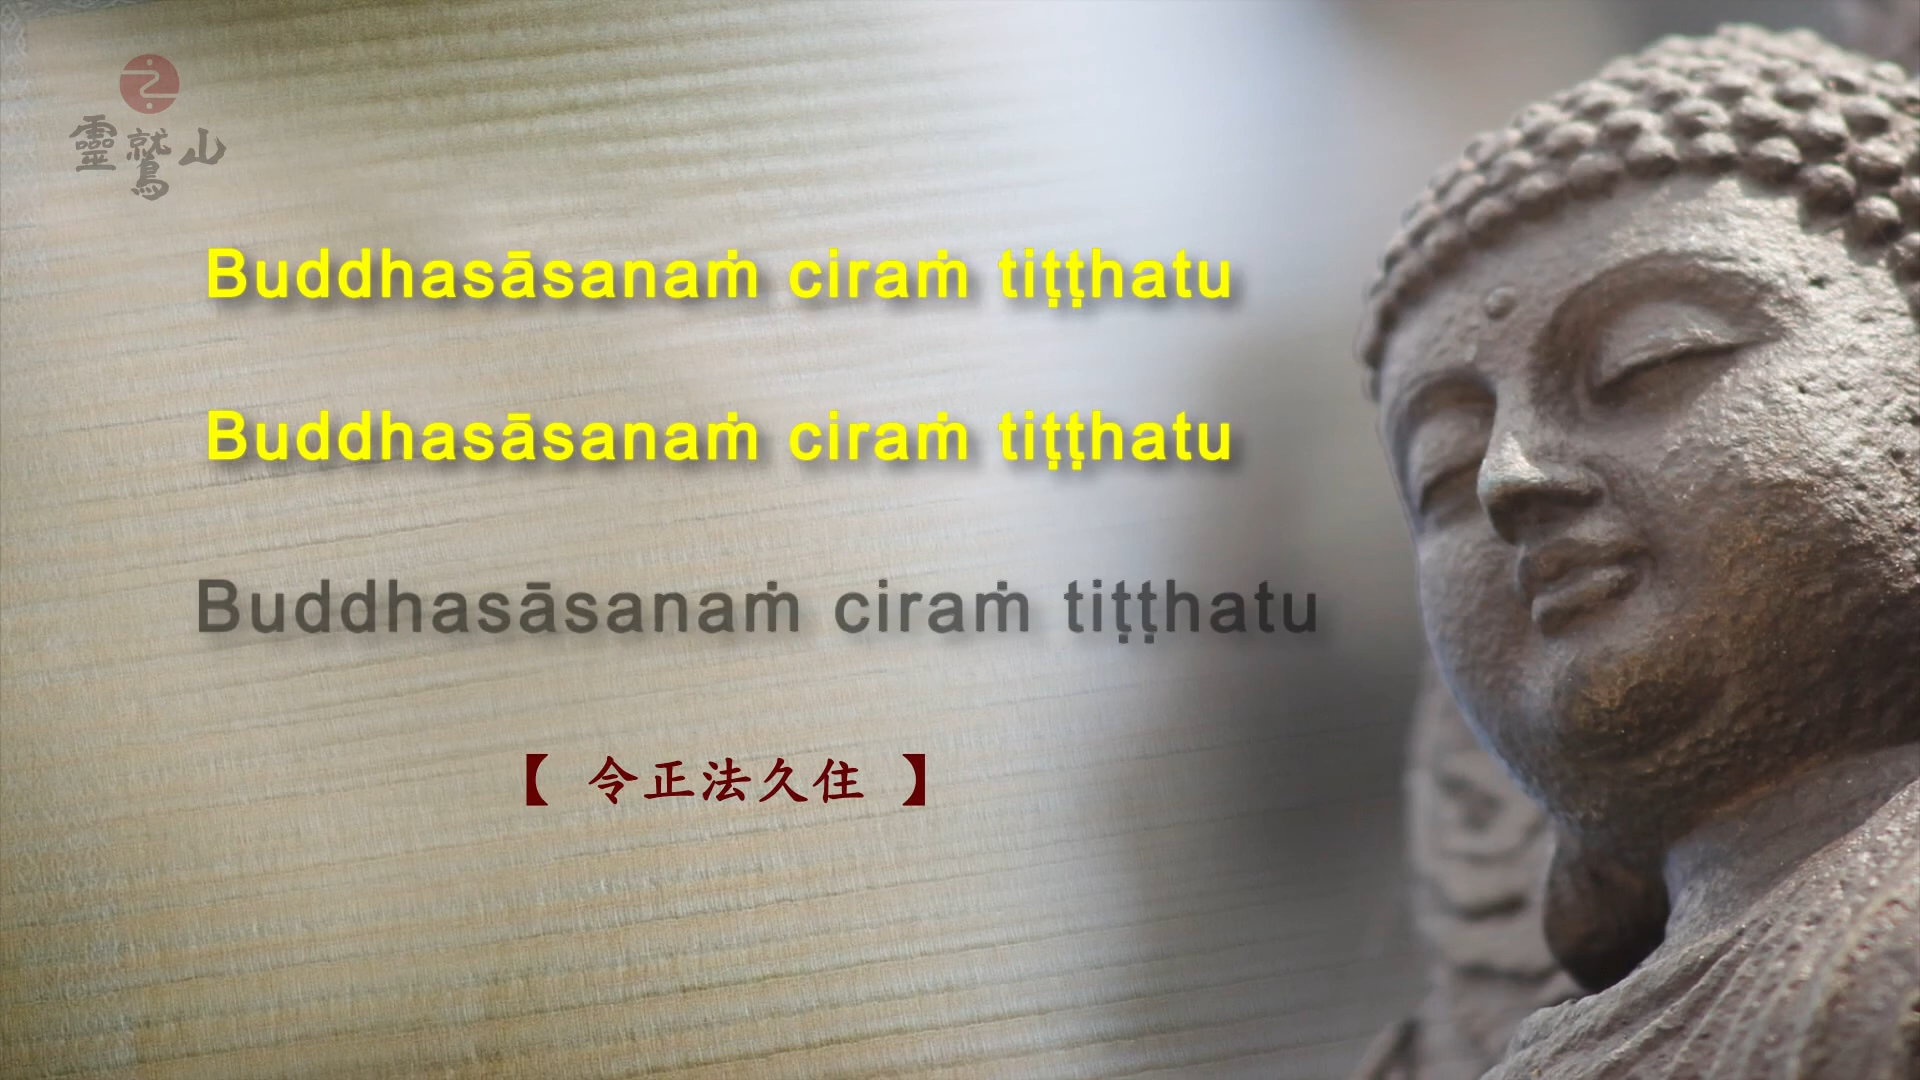 靈鷲山
Buddhasāsanaṁ ciraṁ tiṭṭhatu
Buddhasāsanaṁ ciraṁ tiṭṭhatu
Buddhasāsanaṁ ciraṁ tiṭṭhatu
【 令正法久住 】